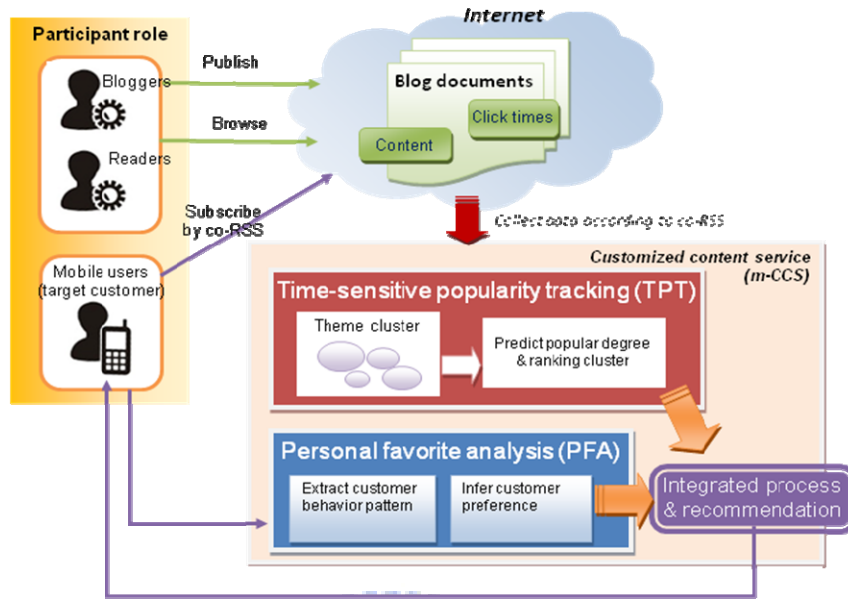 Internet
Participant role
Bloggers
Readers
Publish
Browse
Subscribe
by co-RSS
Mobile users
(target customer)
Blog documents
Click times
Content
Collect data according to co-RSS
Customized content service
(m-CCS)
Time-sensitive popularity tracking (TPT)
Theme cluster
Predict popular degree
& ranking cluster
Personal favorite analysis (PFA)
Extract customer
behavior pattern
Infer customer
preference
Integrated process
& recommendation